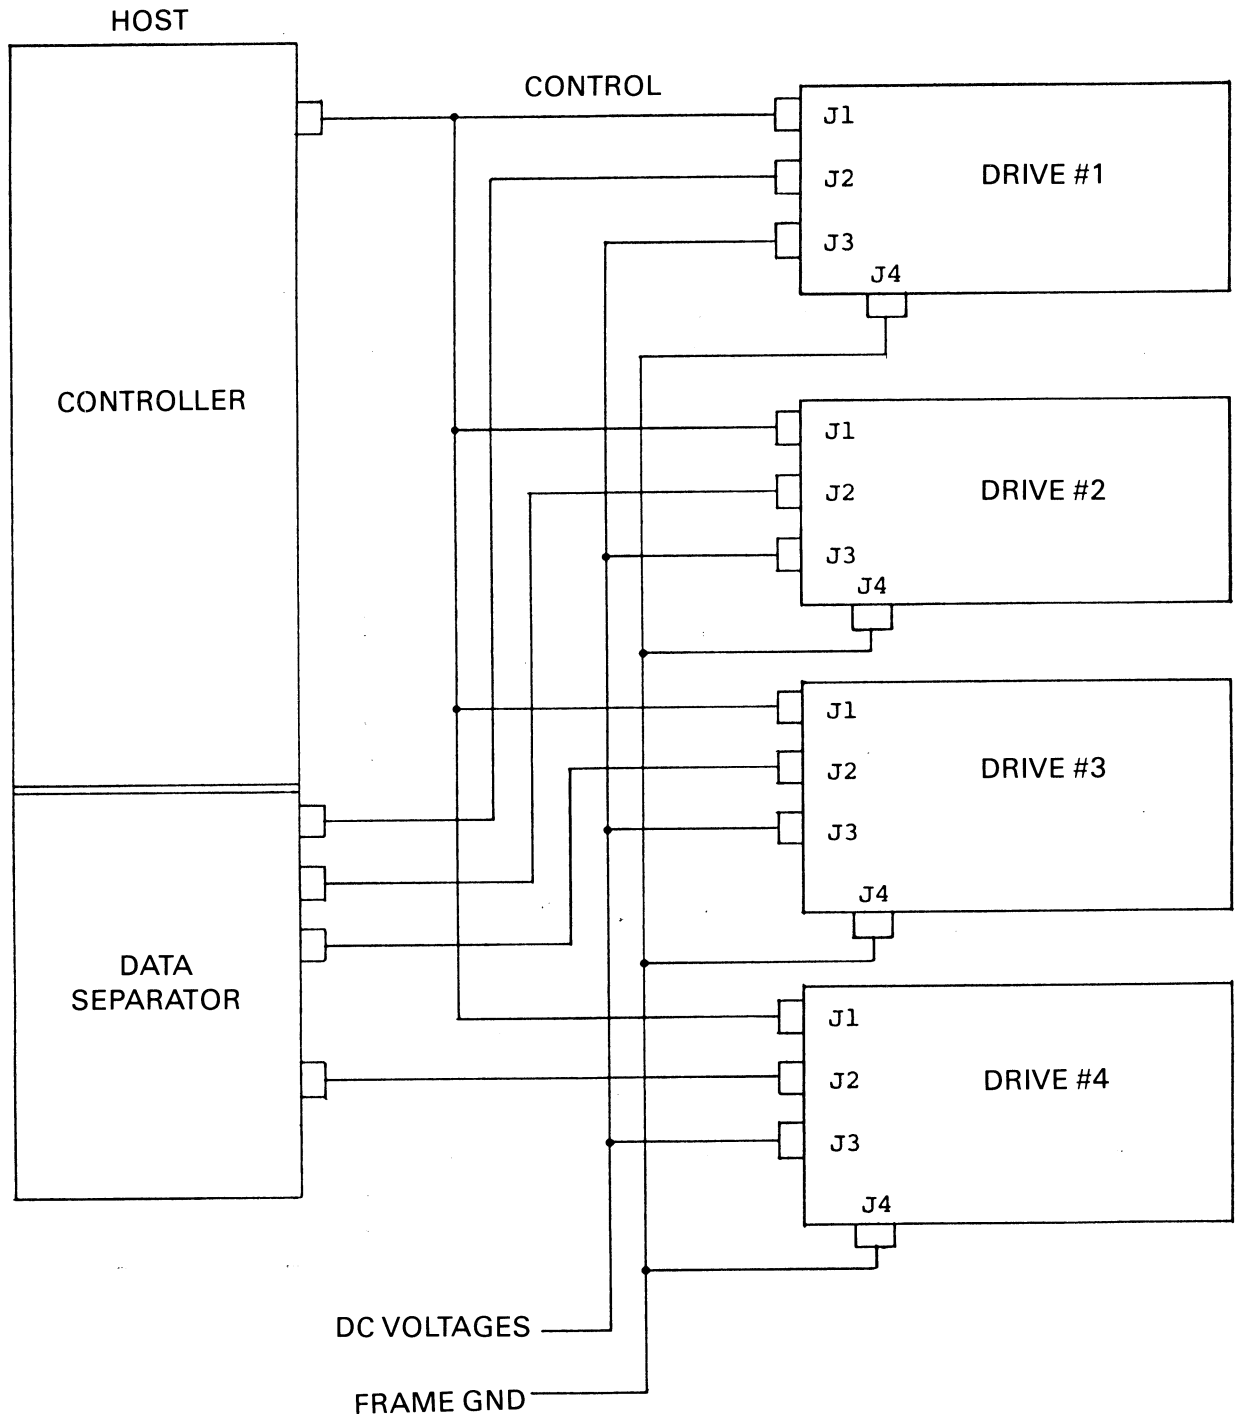 HOST
CONTROL
J1
J2
DRIVE #1
J3
J4
CONTROLLER
J1
J2
DRIVE #2
J3
J4
J1
J2
DRIVE #3
J3
J4
DATA
SEPARATOR
J1
J2
DRIVE #4
J3
J4
DC VOLTAGES
FRAME GND